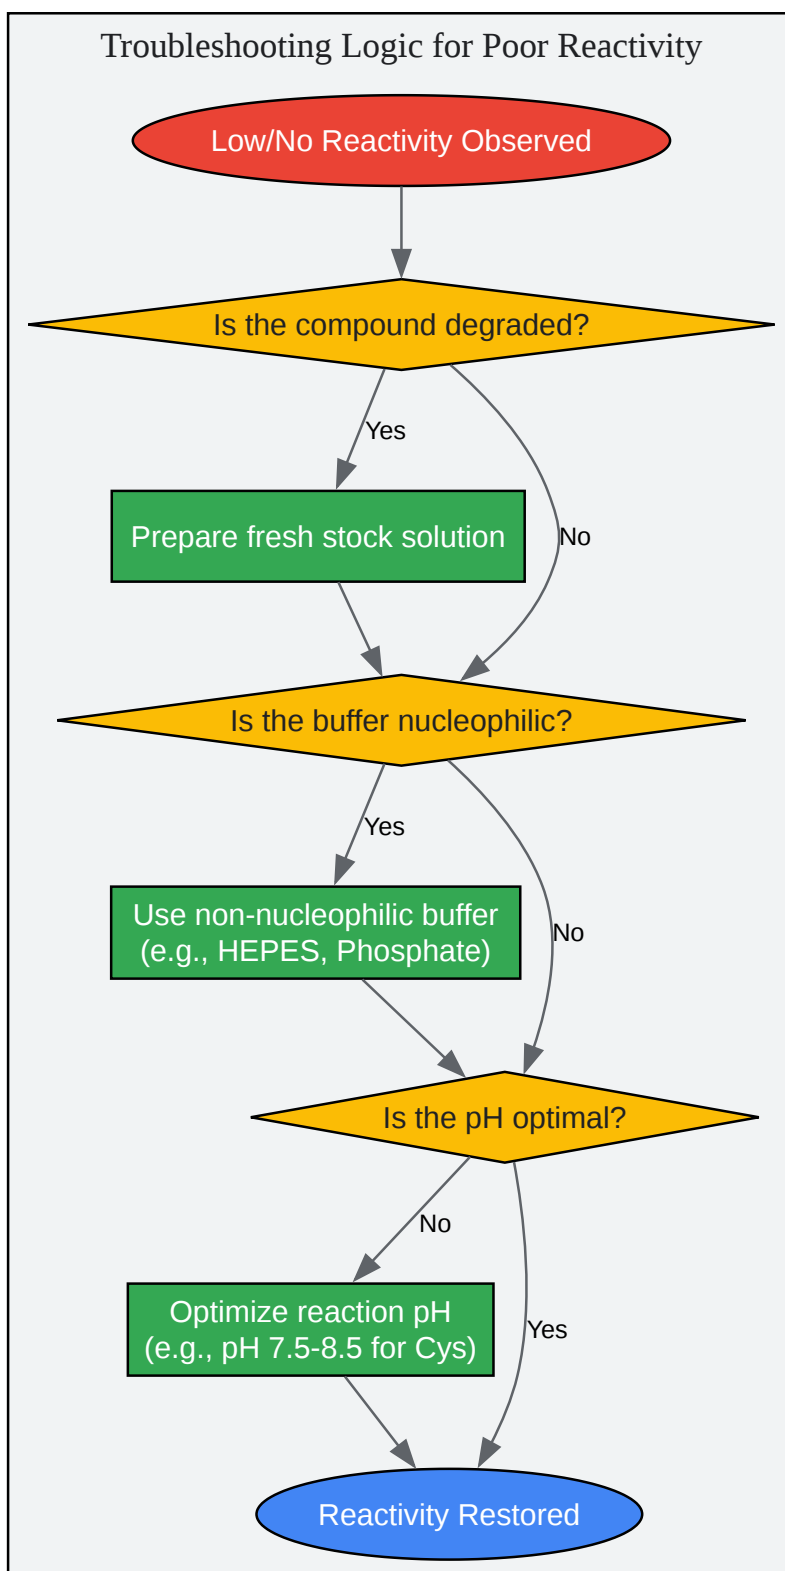 Troubleshooting Logic for Poor Reactivity
Low/No Reactivity Observed
Is the compound degraded?
Yes
Prepare fresh stock solution
No
Is the buffer nucleophilic?
Yes
Use non-nucleophilic buffer
(e.g., HEPES, Phosphate)
No
Is the pH optimal?
No
Optimize reaction pH
(e.g., pH 7.5-8.5 for Cys)
Yes
Reactivity Restored